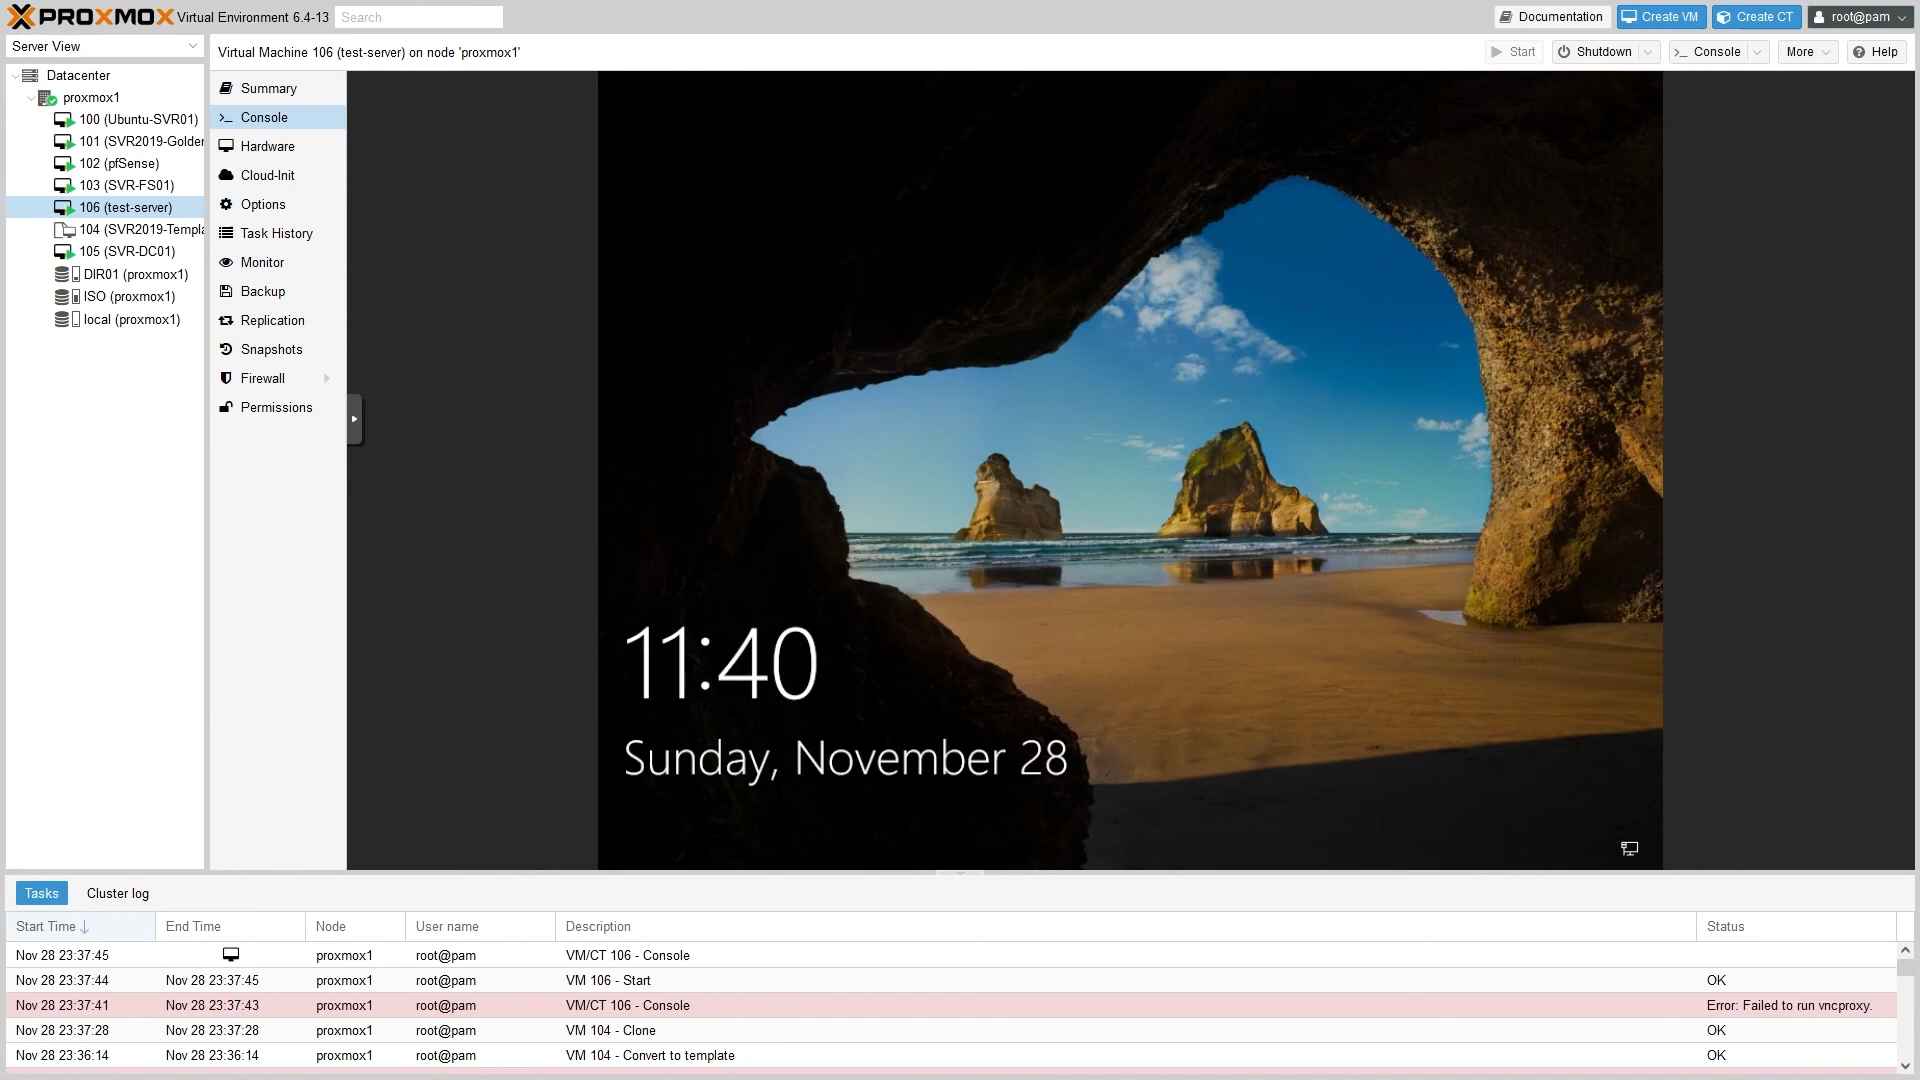 PROXMOX Virtual Environment 6.4-13 Search Documentation Create VM Create CT root@pam
Server View
Virtual Machine 106 (test-server) on node 'proxmox1' Start Shutdown >_ Console More Help
Datacenter
proxmox1
100 (Ubuntu-SVR01)
101 (SVR2019-Golden
102 (pfSense)
103 (SVR-FS01)
106 (test-server)
104 (SVR2019-Templa
105 (SVR-DC01)
DIR01 (proxmox1)
ISO (proxmox1)
local (proxmox1)
Summary
>_ Console
Hardware
Cloud-Init
Options
Task History
Monitor
Backup
Replication
Snapshots
Firewall
Permissions
11:40
Sunday, November 28
Tasks Cluster log
Start Time End Time Node User name Description Status
Nov 28 23:37:45 proxmox1 root@pam VM/CT 106 - Console
Nov 28 23:37:44 Nov 28 23:37:45 proxmox1 root@pam VM 106 - Start OK
Nov 28 23:37:41 Nov 28 23:37:43 proxmox1 root@pam VM/CT 106 - Console Error: Failed to run vncproxy.
Nov 28 23:37:28 Nov 28 23:37:28 proxmox1 root@pam VM 104 - Clone OK
Nov 28 23:36:14 Nov 28 23:36:14 proxmox1 root@pam VM 104 - Convert to template OK